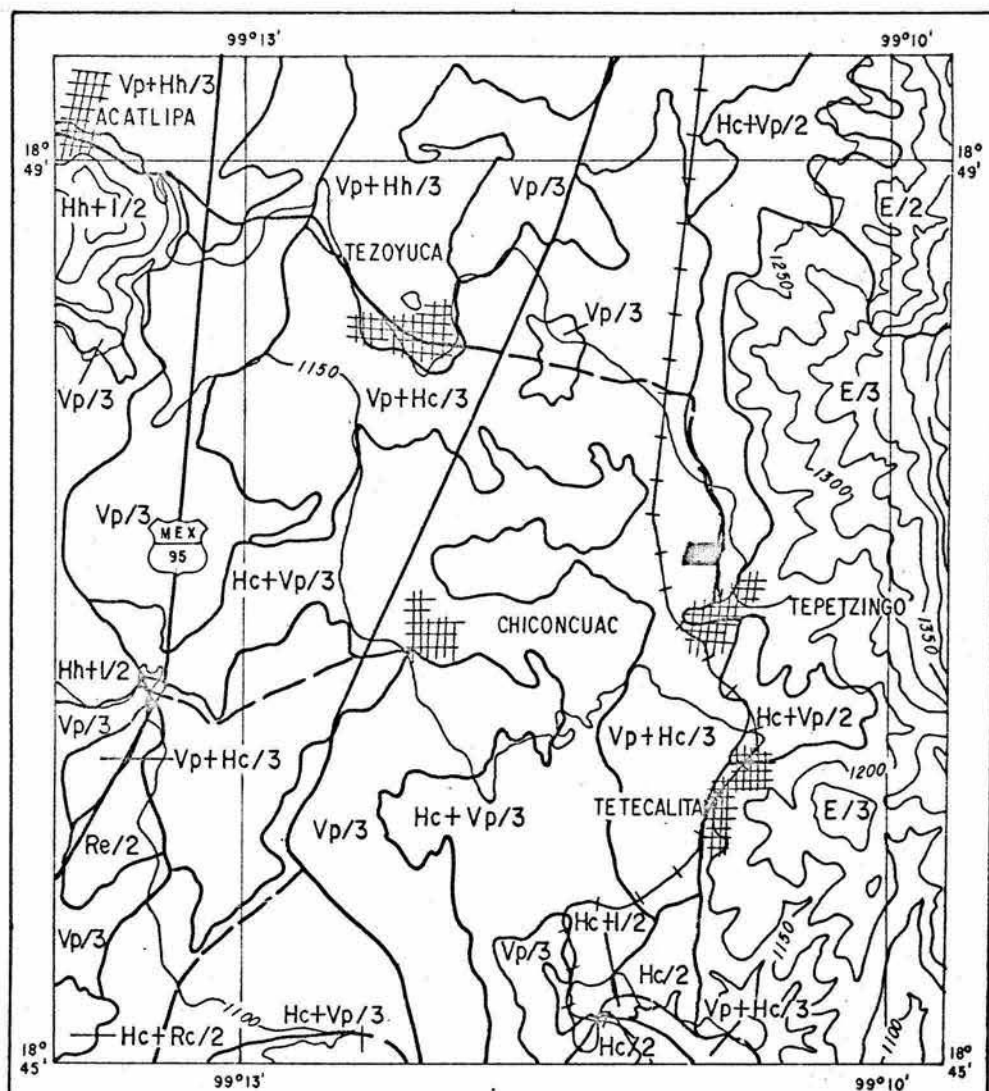 99°13'
99°10'
Vp+Hh/3
ACATLIPA
Hc+Vp/2
18°
49'
18°
49'
Hh+I/2
Vp+Hh/3
Vp/3
E/2
TEZOYUCA
1250
Vp/3
Vp/3
1150
Vp+Hc/3
E/3
1300
Vp/3
MEX
95
Hc+Vp/3
CHICONCUAC
TEPETZINGO
1350
Hh+I/2
Vp/3
Vp+Hc/3
Hc+Vp/2
Vp+Hc/3
1200
Vp/3
Hc+Vp/3
TETECALITA
E/3
Re/2
Vp/3
Hc+I/2
Vp/3
1150
Hc/2
1100
Hc+Vp/3
Vp+Hc/3
1100
Hc+Rc/2
Hc/2
18°
45'
18°
45'
99°13'
99°10'